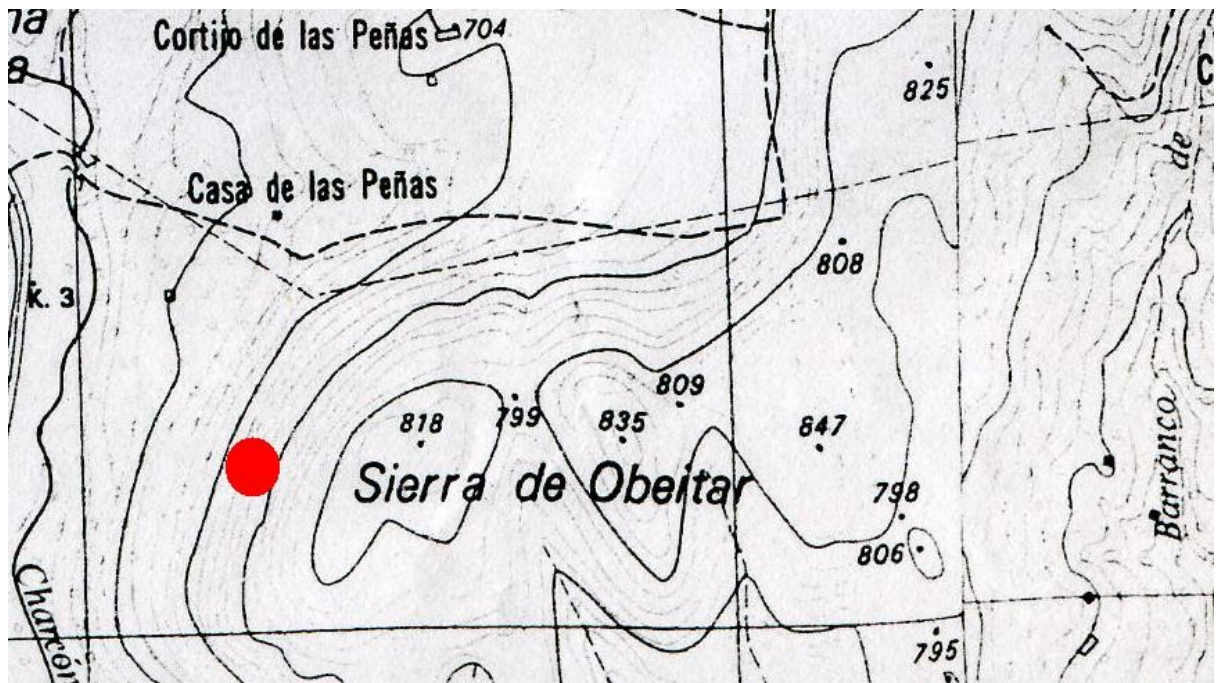 na
a
Cortijo de las Peñas
704
825
C
de
Casa de las Peñas
808
k. 3
809
818
799
835
847
Sierra de Obeitar
798
806
Barranco
Charcón
795